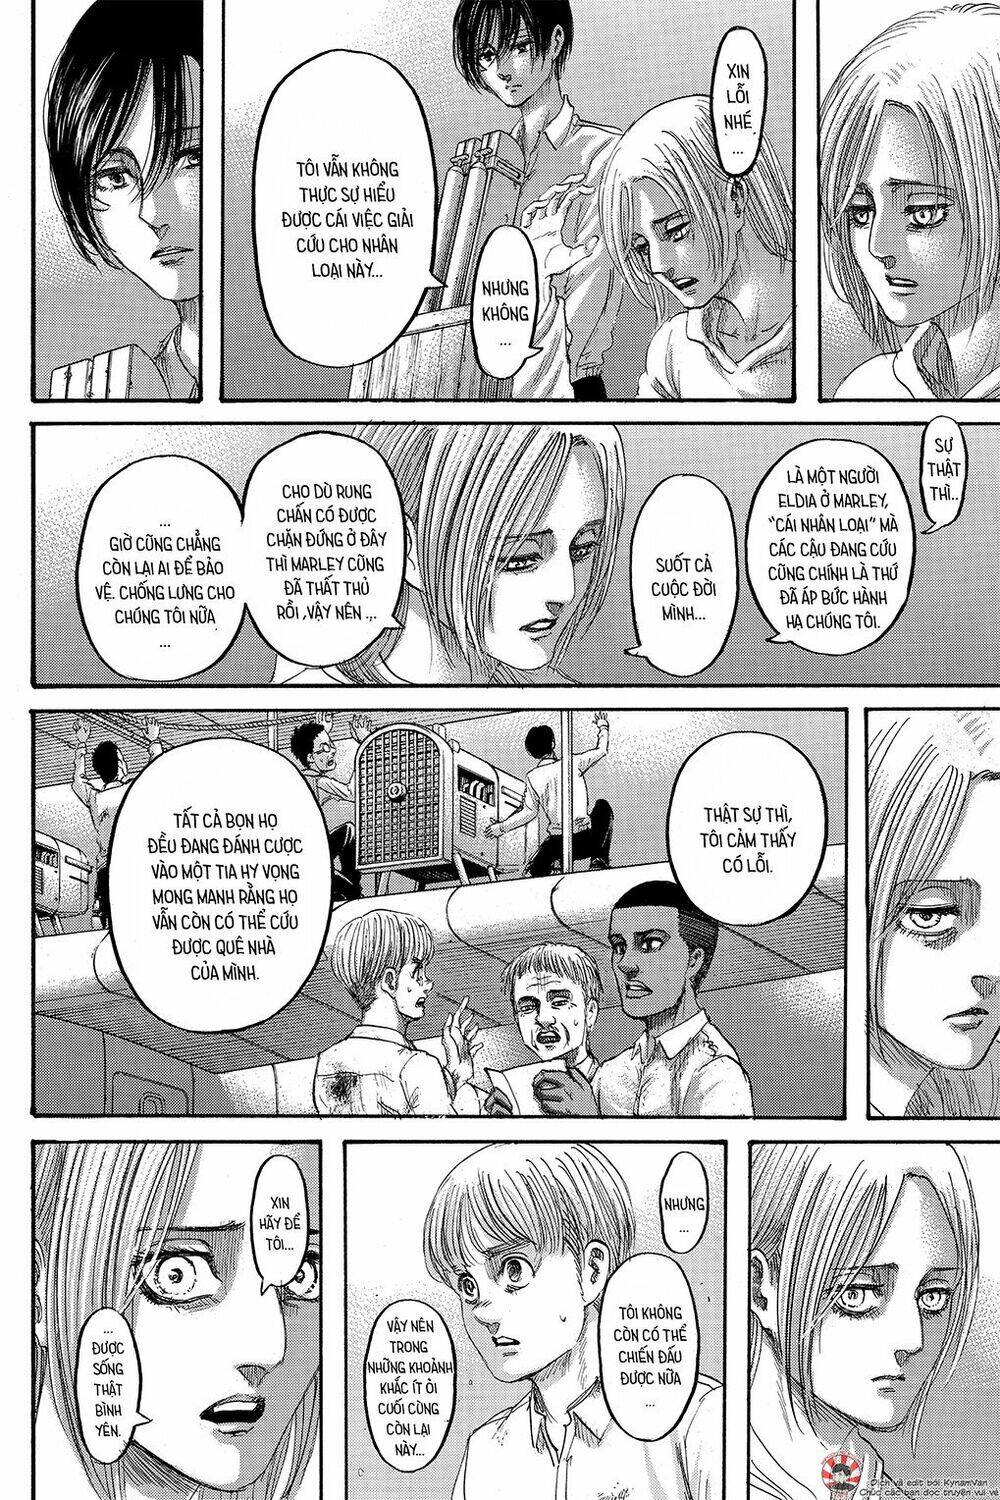 XIN
LỖI
NHÉ
...
NHƯNG
KHÔNG
...
TÔI VẪN KHÔNG
THỰC SỰ HIỂU
ĐƯỢC CÁI VIỆC GIẢI
CỨU CHO NHÂN
LOẠI NÀY...
SỰ
THẬT
THÌ..
LÀ MỘT NGƯỜI
ELDIA Ở MARLEY,
"CÁI NHÂN LOẠI" MÀ
CÁC CẬU ĐANG CỨU
CŨNG CHÍNH LÀ THỨ
ĐÃ ÁP BỨC HÀNH
HẠ CHÚNG TÔI.
SUỐT CẢ
CUỘC ĐỜI
MÌNH...
CHO DÙ RUNG
CHẤN CÓ ĐƯỢC
CHẶN ĐỨNG Ở ĐÂY
THÌ MARLEY CŨNG
ĐÃ THẤT THỦ
RỒI ,VẬY NÊN ...
...
GIỜ CŨNG CHẲNG
CÒN LẠI AI ĐỂ BẢO
VỆ. CHỐNG LƯNG CHO
CHÚNG TÔI NỮA
...
THẬT SỰ THÌ,
TÔI CẢM THẤY
CÓ LỖI.
TẤT CẢ BON HỌ
ĐỀU ĐANG ĐÁNH CƯỢC
VÀO MỘT TIA HY VỌNG
MONG MANH RẰNG HỌ
VẪN CÒN CÓ THỂ CỨU
ĐƯỢC QUÊ NHÀ
CỦA MÌNH.
NHƯNG
...
TÔI KHÔNG
CÒN CÓ THỂ
CHIẾN ĐẤU
ĐƯỢC NỮA
VẬY NÊN
TRONG
NHỮNG KHOẢNH
KHẮC ÍT ỎI
CUỐI CÙNG
CÒN LẠI
NÀY...
XIN
HÃY ĐỂ
TÔI...
...
ĐƯỢC
SỐNG
THẬT
BÌNH
YÊN.
Dịch và edit bởi KynamVan
Chúc các bạn đọc truyện vui vẻ